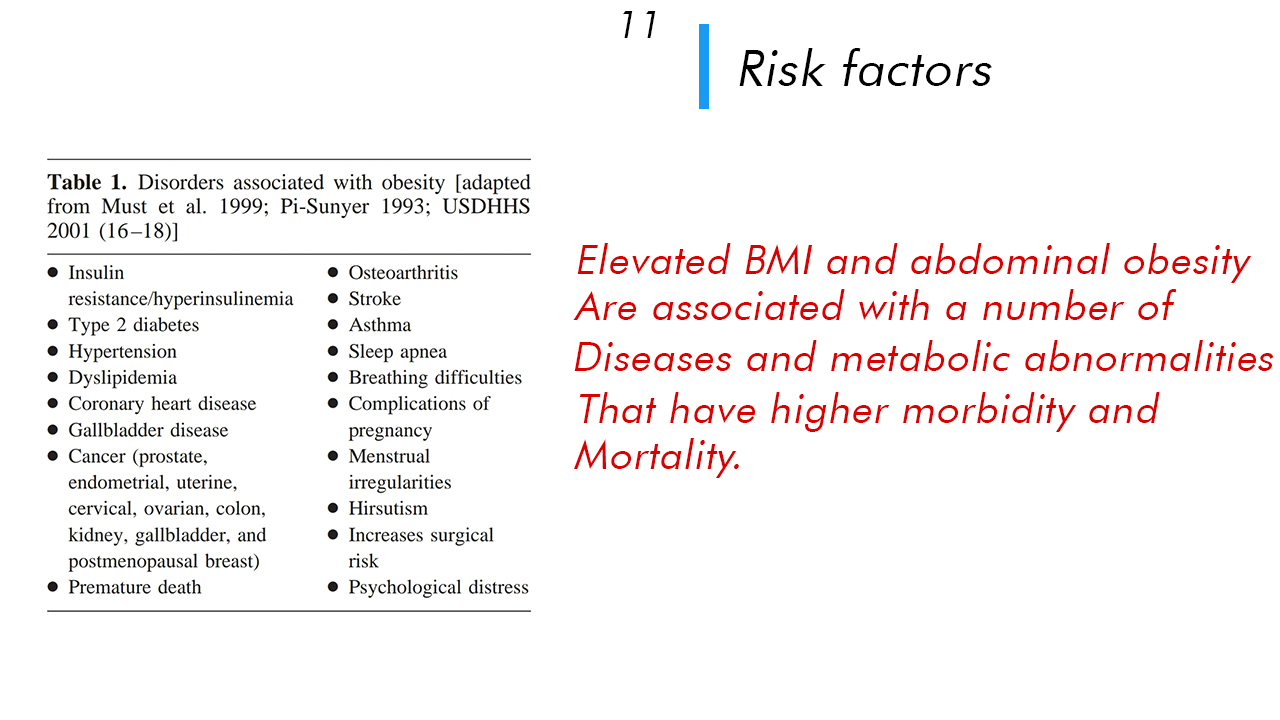 11
Risk factors
Table 1. Disorders associated with obesity [adapted
from Must et al. 1999; Pi-Sunyer 1993; USDHHS
2001 (16–18)]
● Insulin
resistance/hyperinsulinemia
● Type 2 diabetes
● Hypertension
● Dyslipidemia
● Coronary heart disease
● Gallbladder disease
● Cancer (prostate,
endometrial, uterine,
cervical, ovarian, colon,
kidney, gallbladder, and
postmenopausal breast)
● Premature death
● Osteoarthritis
● Stroke
● Asthma
● Sleep apnea
● Breathing difficulties
● Complications of
pregnancy
● Menstrual
irregularities
● Hirsutism
● Increases surgical
risk
● Psychological distress
Elevated BMI and abdominal obesity
Are associated with a number of
Diseases and metabolic abnormalities
That have higher morbidity and
Mortality.